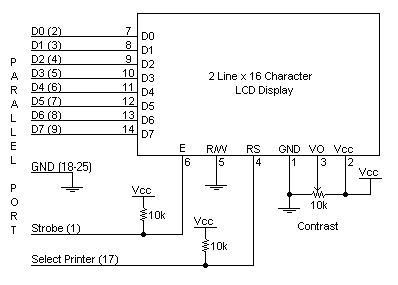 D0 (2) 7 D0
D1 (3) 8 D1
D2 (4) 9 D2
D3 (5) 10 D3
D4 (6) 11 D4
D5 (7) 12 D5
D6 (8) 13 D6
D7 (9) 14 D7
2 Line x 16 Character
LCD Display
PARALLEL PORT
E R/W RS GND VO Vcc
6 5 4 1 3 2
GND (18-25)
Vcc
10k
Vcc
10k
Vcc
10k
Contrast
Strobe (1)
Select Printer (17)